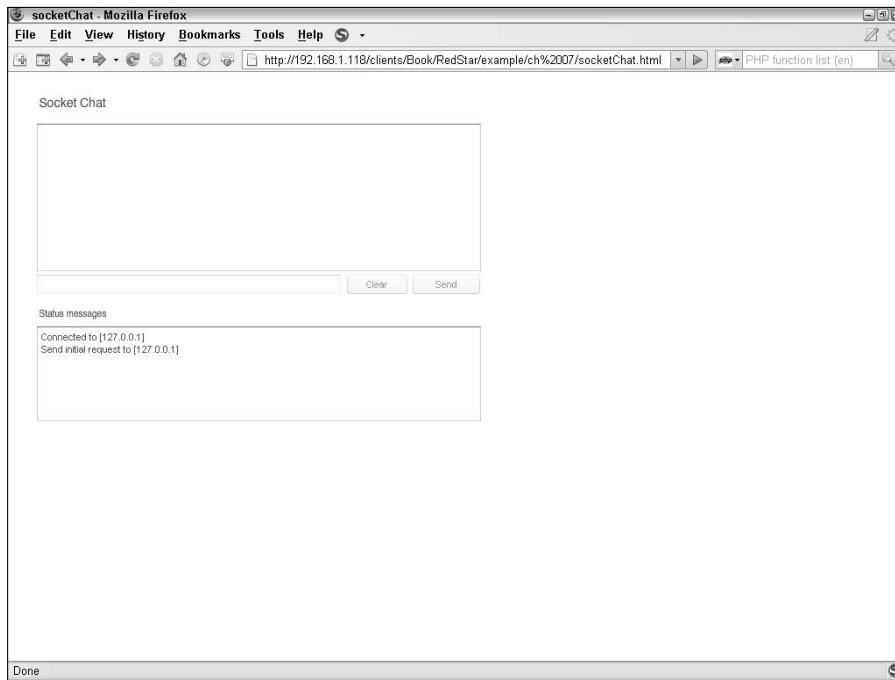 socketChat - Mozilla Firefox
File Edit View History Bookmarks Tools Help
http://192.168.1.118/clients/Book/RedStar/example/ch%2007/socketChat.html
php PHP function list (en)
Socket Chat
Clear Send
Status messages
Connected to [127.0.0.1]
Send initial request to [127.0.0.1]
Done